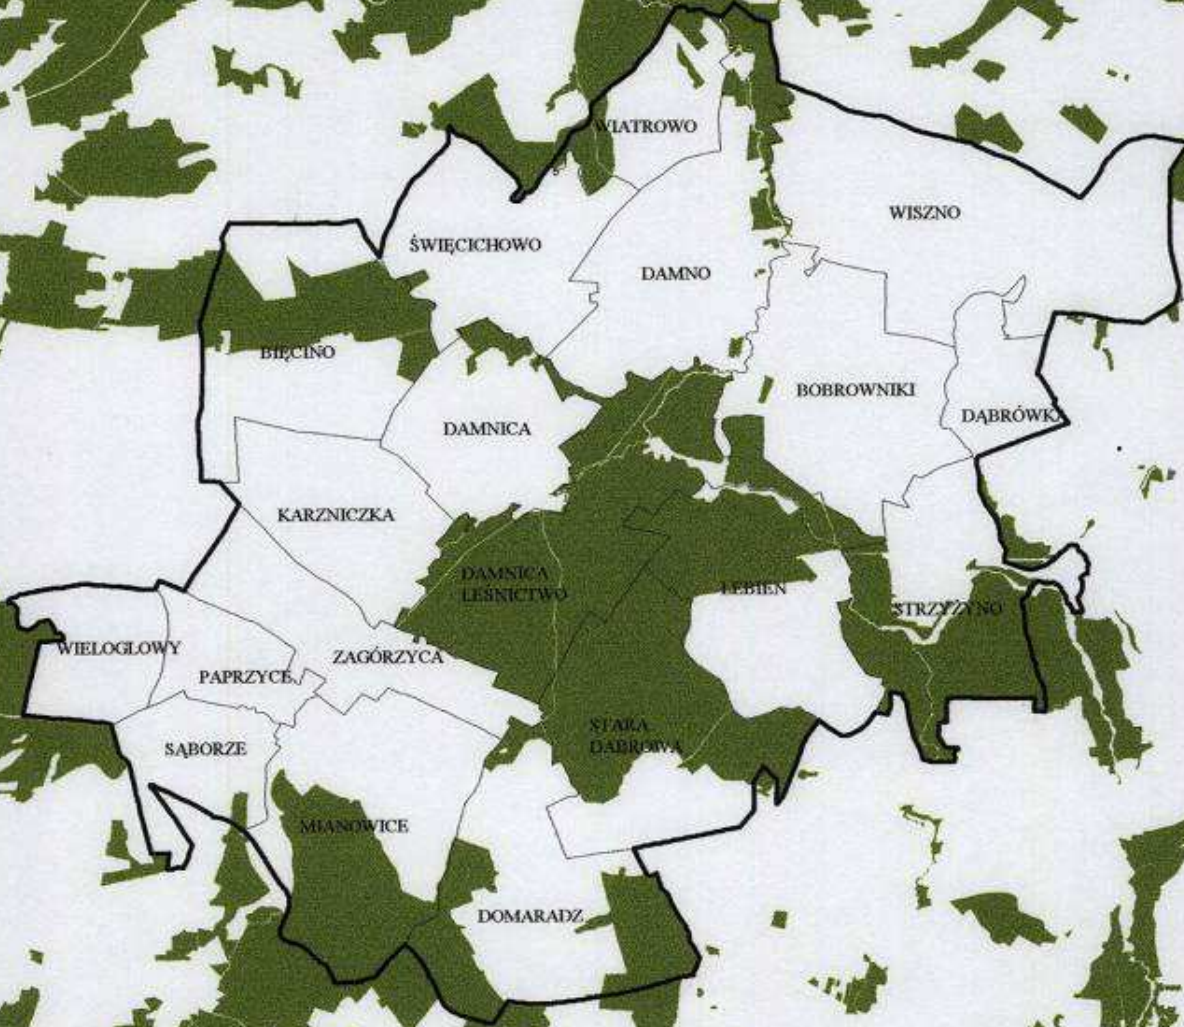 WIATROWO
WISZNO
ŚWIĘCICHOWO
DAMNO
BIĘCINO
BOBROWNIKI
DĄBRÓWKA
DAMNICA
KARZNICZKA
DAMNICA
LEŚNICTWO
ŁEBIEŃ
STRZYŻYNO
WIELOGŁOWY
ZAGÓRZYCA
PAPRZYCE
STARA
DĄBROWA
SĄBORZE
MIANOWICE
DOMARADZ